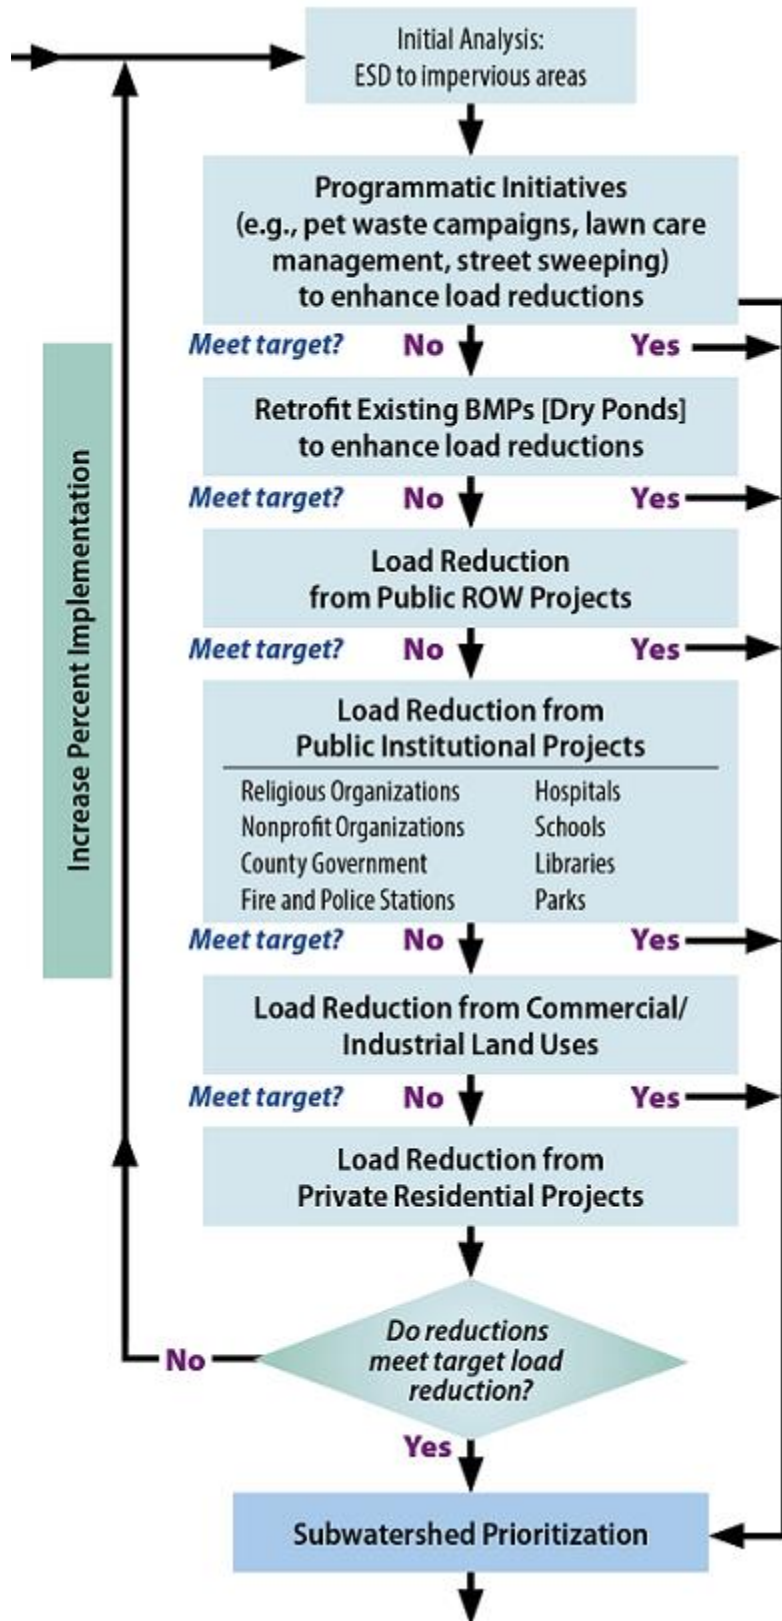 Initial Analysis:
ESD to impervious areas
Programmatic Initiatives
(e.g., pet waste campaigns, lawn care
management, street sweeping)
to enhance load reductions
Meet target? No Yes
Retrofit Existing BMPs [Dry Ponds]
to enhance load reductions
Meet target? No Yes
Load Reduction
from Public ROW Projects
Meet target? No Yes
Load Reduction from
Public Institutional Projects
Religious Organizations Hospitals
Nonprofit Organizations Schools
County Government Libraries
Fire and Police Stations Parks
Meet target? No Yes
Load Reduction from Commercial/
Industrial Land Uses
Meet target? No Yes
Load Reduction from
Private Residential Projects
Do reductions
meet target load
reduction?
No
Yes
Subwatershed Prioritization
Increase Percent Implementation